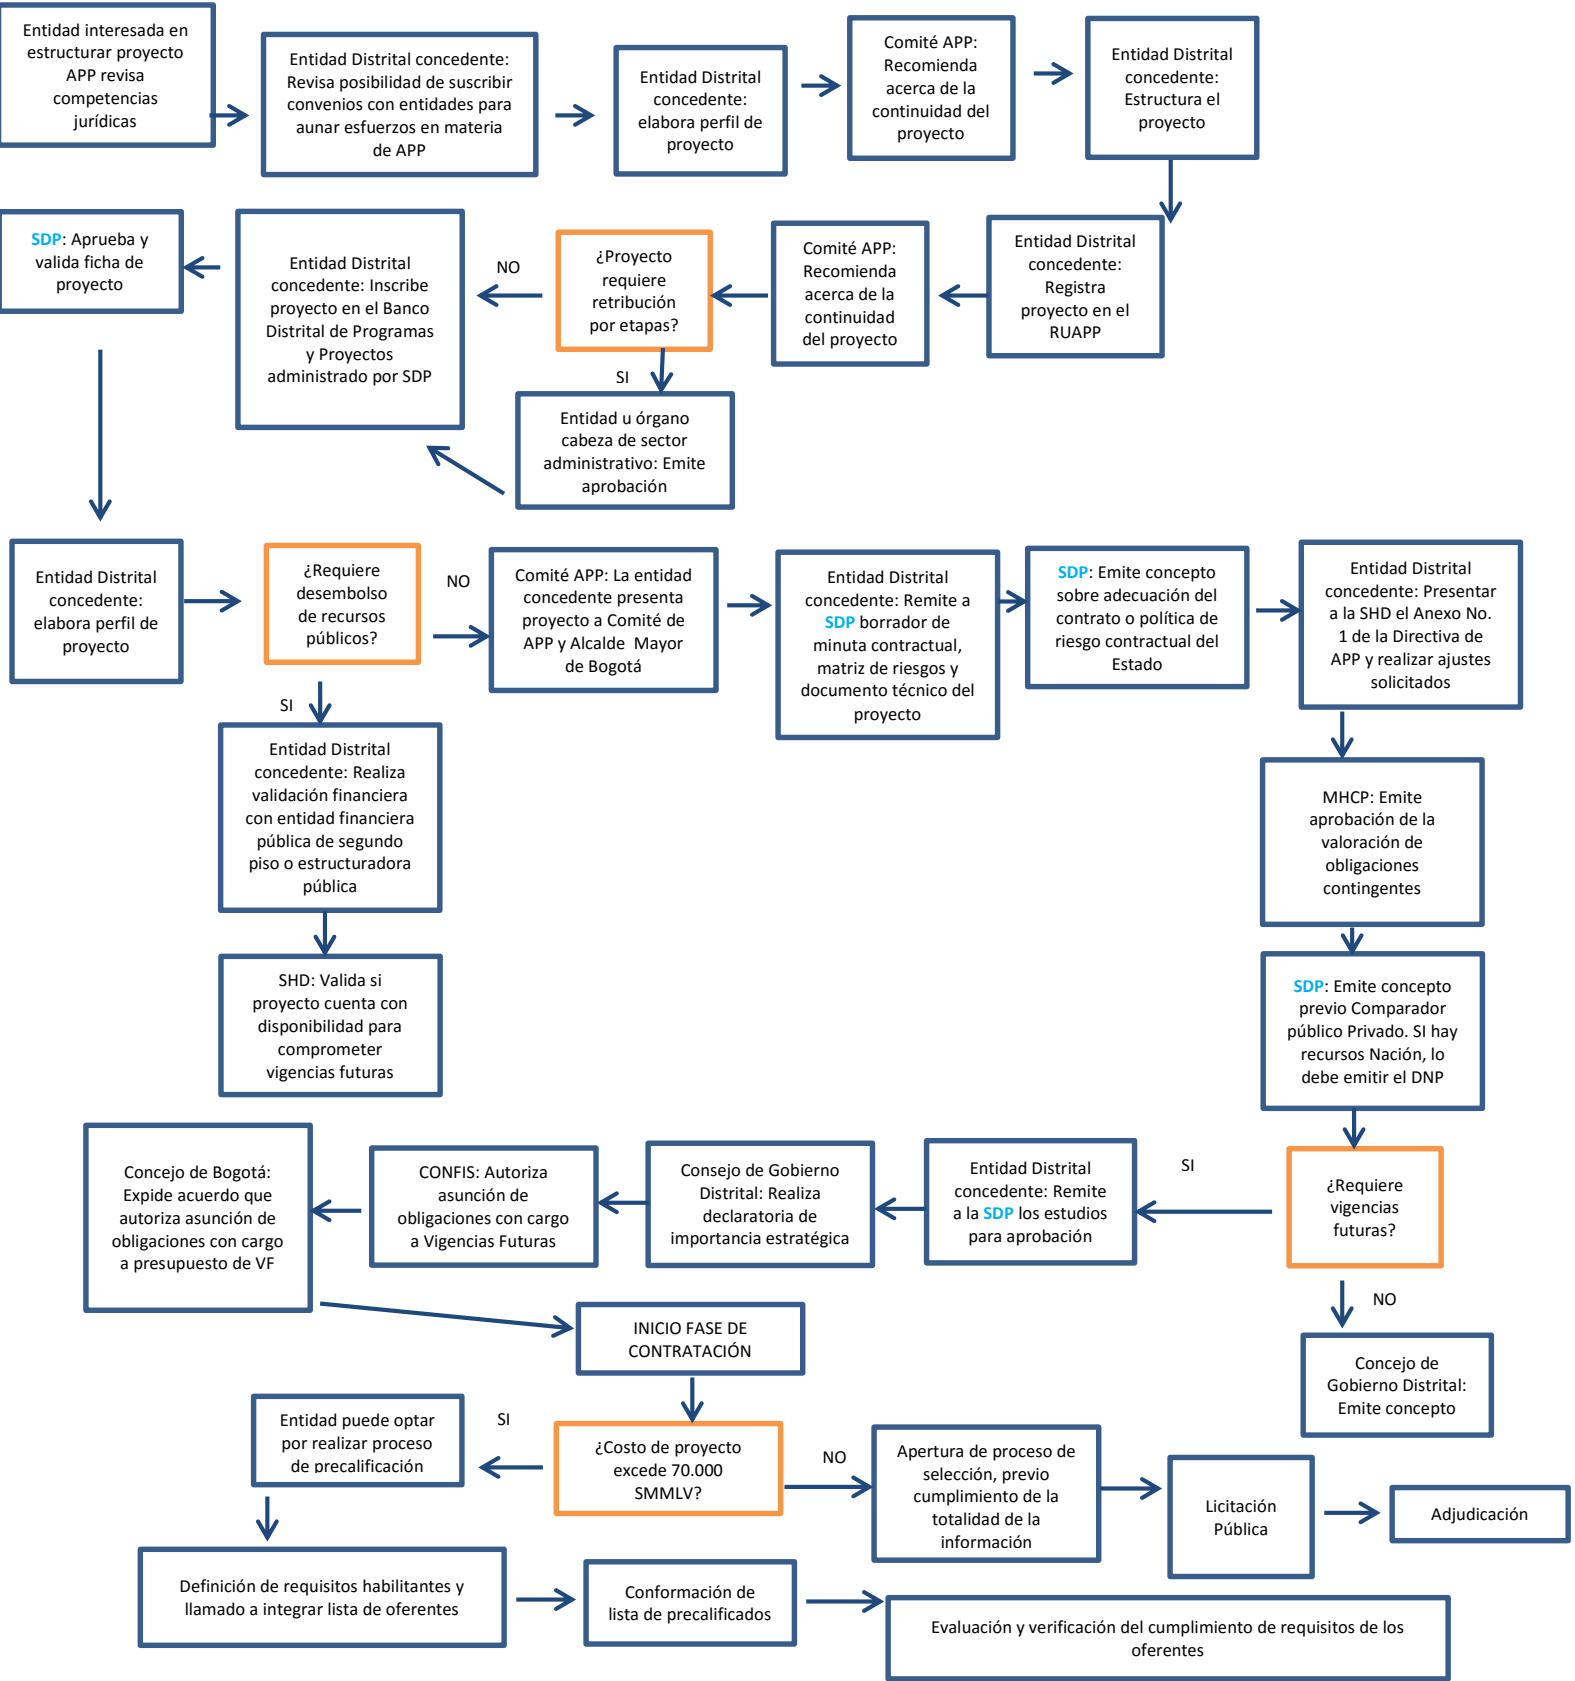 Entidad interesada en
estructurar proyecto
APP revisa
competencias
jurídicas
Entidad Distrital concedente:
Revisa posibilidad de suscribir
convenios con entidades para
aunar esfuerzos en materia
de APP
Entidad Distrital
concedente:
elabora perfil de
proyecto
Comité APP:
Recomienda
acerca de la
continuidad del
proyecto
Entidad Distrital
concedente:
Estructura el
proyecto
Entidad Distrital
concedente:
Registra
proyecto en el
RUAPP
Comité APP:
Recomienda
acerca de la
continuidad
del proyecto
¿Proyecto
requiere
retribución
por etapas?
NO
SI
Entidad u órgano
cabeza de sector
administrativo: Emite
aprobación
Entidad Distrital
concedente: Inscribe
proyecto en el Banco
Distrital de Programas
y Proyectos
administrado por SDP
SDP: Aprueba y
valida ficha de
proyecto
Entidad Distrital
concedente:
elabora perfil de
proyecto
¿Requiere
desembolso
de recursos
públicos?
NO
SI
Comité APP: La entidad
concedente presenta
proyecto a Comité de
APP y Alcalde  Mayor
de Bogotá
Entidad Distrital
concedente: Remite a
SDP borrador de
minuta contractual,
matriz de riesgos y
documento técnico del
proyecto
SDP: Emite concepto
sobre adecuación del
contrato o política de
riesgo contractual del
Estado
Entidad Distrital
concedente: Presentar
a la SHD el Anexo No.
1 de la Directiva de
APP y realizar ajustes
solicitados
Entidad Distrital
concedente: Realiza
validación financiera
con entidad financiera
pública de segundo
piso o estructuradora
pública
SHD: Valida si
proyecto cuenta con
disponibilidad para
comprometer
vigencias futuras
MHCP: Emite
aprobación de la
valoración de
obligaciones
contingentes
SDP: Emite concepto
previo Comparador
público Privado. SI hay
recursos Nación, lo
debe emitir el DNP
¿Requiere
vigencias
futuras?
SI
NO
Concejo de
Gobierno Distrital:
Emite concepto
Entidad Distrital
concedente: Remite
a la SDP los estudios
para aprobación
Consejo de Gobierno
Distrital: Realiza
declaratoria de
importancia estratégica
CONFIS: Autoriza
asunción de
obligaciones con cargo
a Vigencias Futuras
Concejo de Bogotá:
Expide acuerdo que
autoriza asunción de
obligaciones con cargo
a presupuesto de VF
INICIO FASE DE
CONTRATACIÓN
¿Costo de proyecto
excede 70.000
SMMLV?
SI
NO
Entidad puede optar
por realizar proceso
de precalificación
Apertura de proceso de
selección, previo
cumplimiento de la
totalidad de la
información
Licitación
Pública
Adjudicación
Definición de requisitos habilitantes y
llamado a integrar lista de oferentes
Conformación de
lista de precalificados
Evaluación y verificación del cumplimiento de requisitos de los
oferentes